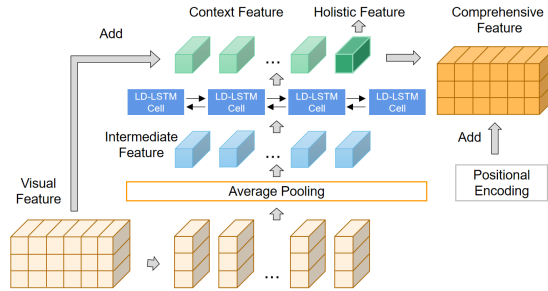 Context Feature
Holistic Feature
Comprehensive
Feature
Add
...
LD-LSTM
Cell
LD-LSTM
Cell
LD-LSTM
Cell
LD-LSTM
Cell
Intermediate
Feature
...
Add
Visual
Feature
Average Pooling
Positional
Encoding
...